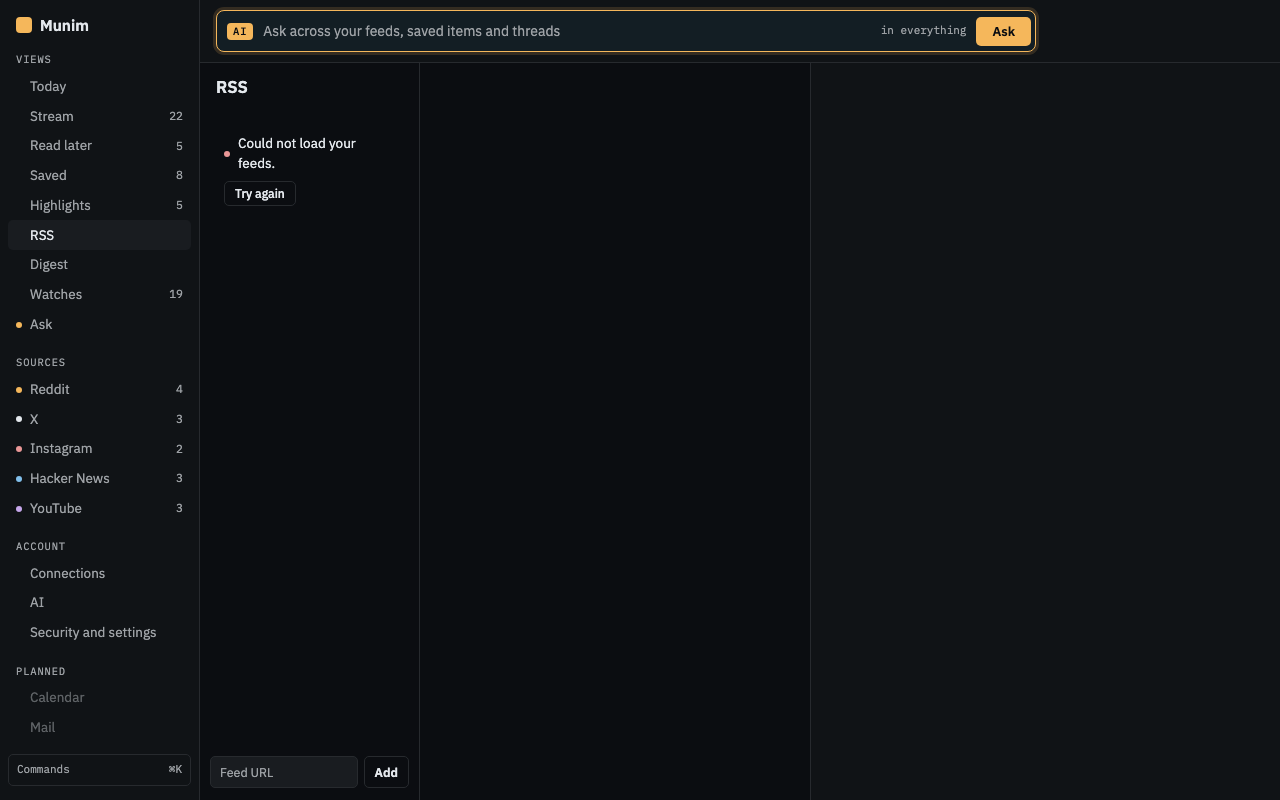 Munim
VIEWS
Today
Stream 22
Read later 5
Saved 8
Highlights 5
RSS
Digest
Watches 19
Ask
SOURCES
Reddit 4
X 3
Instagram 2
Hacker News 3
YouTube 3
ACCOUNT
Connections
AI
Security and settings
PLANNED
Calendar
Mail
Commands ⌘K
AI Ask across your feeds, saved items and threads in everything Ask
RSS
Could not load your
feeds.
Try again
Feed URL Add